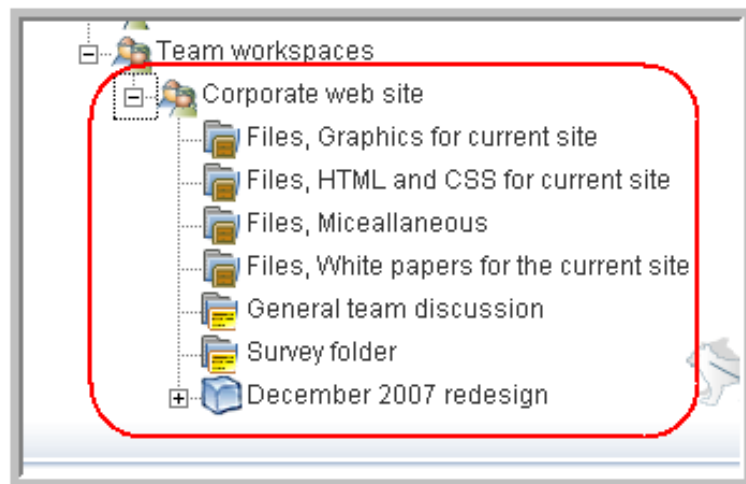 Team workspaces
Corporate web site
Files, Graphics for current site
Files, HTML and CSS for current site
Files, Miceallaneous
Files, White papers for the current site
General team discussion
Survey folder
December 2007 redesign